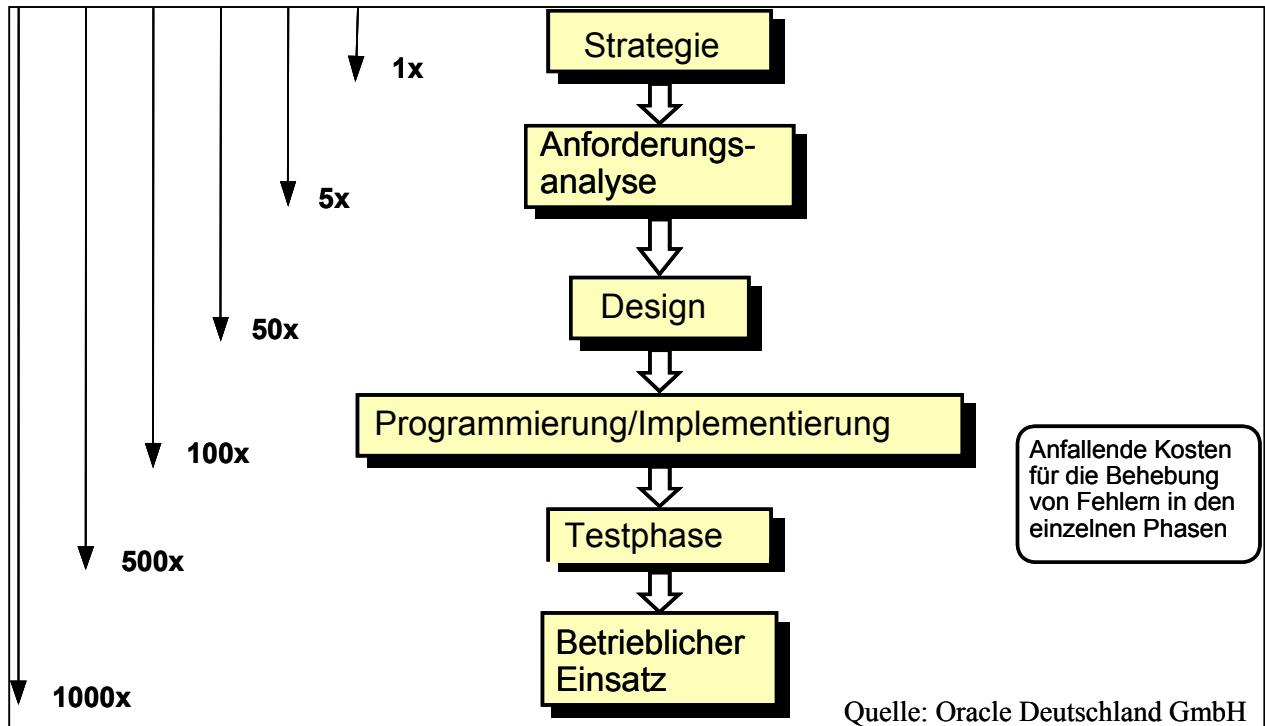 Strategie
1x
Anforderungs-
analyse
5x
Design
50x
Programmierung/Implementierung
100x
Anfallende Kosten
für die Behebung
von Fehlern in den
einzelnen Phasen
Testphase
500x
Betrieblicher
Einsatz
1000x
Quelle: Oracle Deutschland GmbH